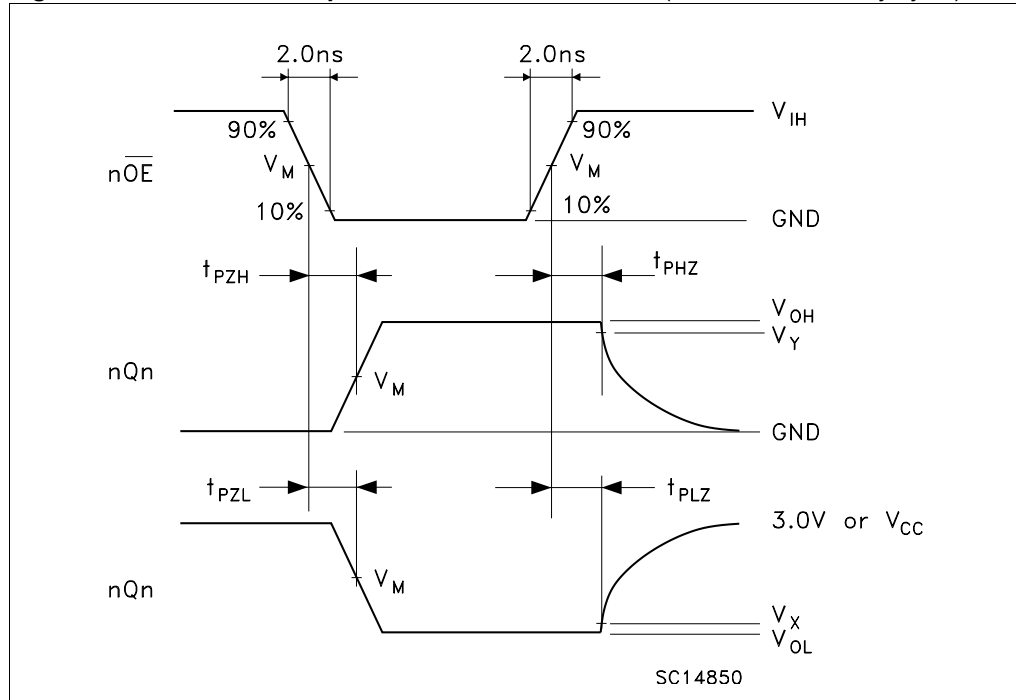 2.0ns 2.0ns
V_IH
90% 90%
nO̅E̅ V_M V_M
10% 10%
GND
t_PZH t_PHZ
V_OH
V_Y
nQn V_M
GND
t_PZL t_PLZ
3.0V or V_CC
nQn V_M
V_X
V_OL
SC14850